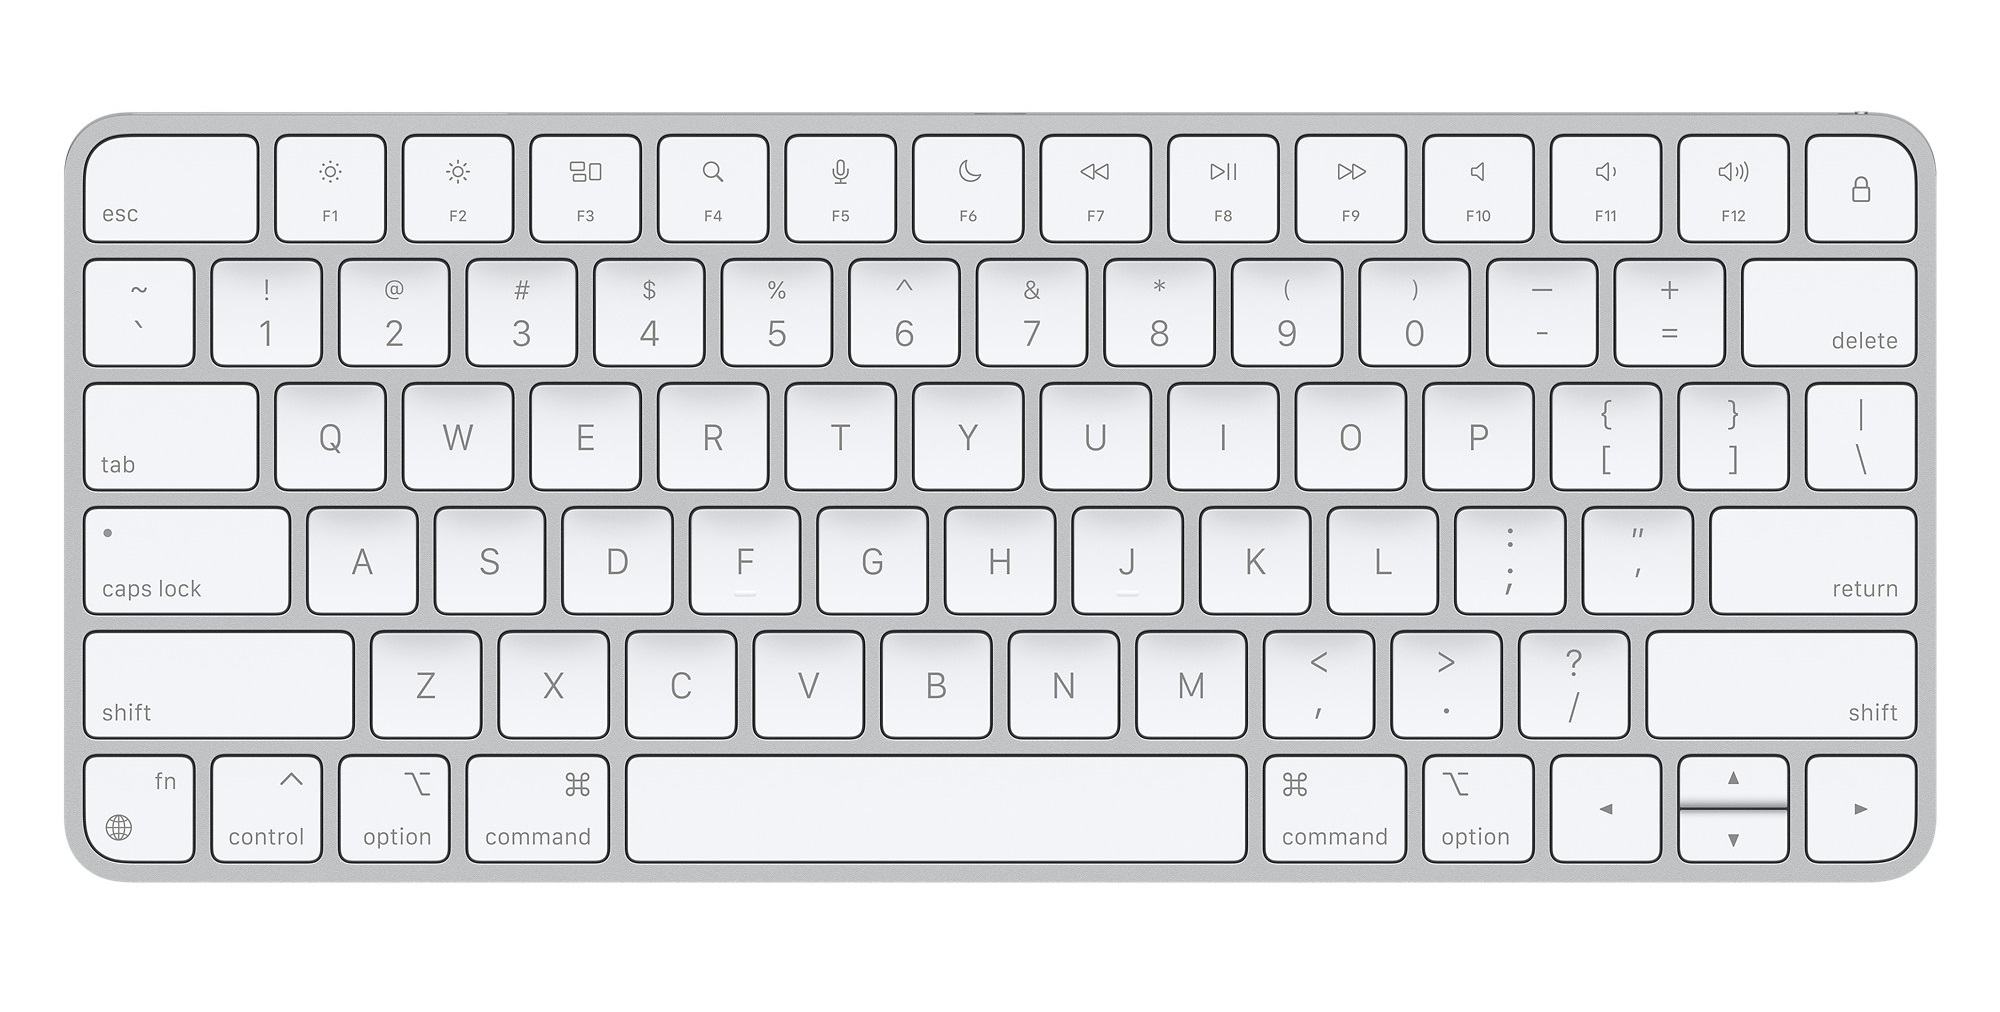 esc F1 F2 F3 F4 F5 F6 F7 F8 F9 F10 F11 F12
~ ! @ # $ % ^ & * ( ) — +
` 1 2 3 4 5 6 7 8 9 0 - = delete
tab Q W E R T Y U I O P { } |
[ ] \
caps lock A S D F G H J K L : "
; ' return
shift Z X C V B N M < > ?
, . / shift
fn ^ ⌥ ⌘ ⌘ ⌥ ▲
control option command command option ◀ ▼ ▶